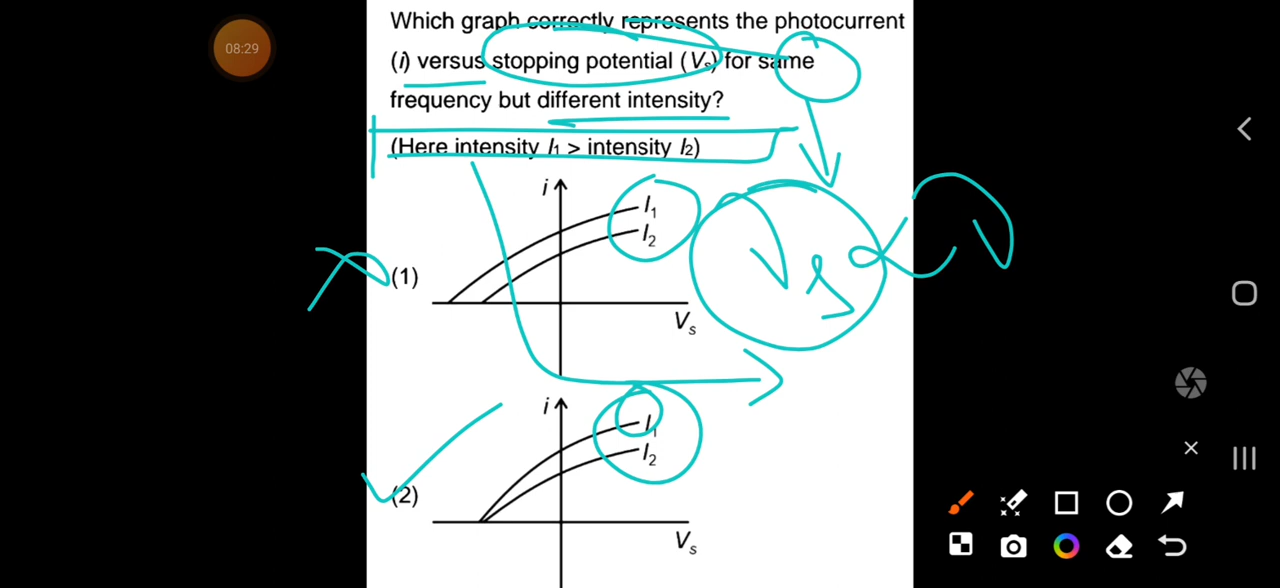 08:29
Which graph correctly represents the photocurrent
(i) versus stopping potential (Vs) for same
frequency but different intensity?
(Here intensity I1 > intensity I2)
i
I1
I2
(1)
Vs
Vs ∝ ν
i
I1
I2
(2)
Vs